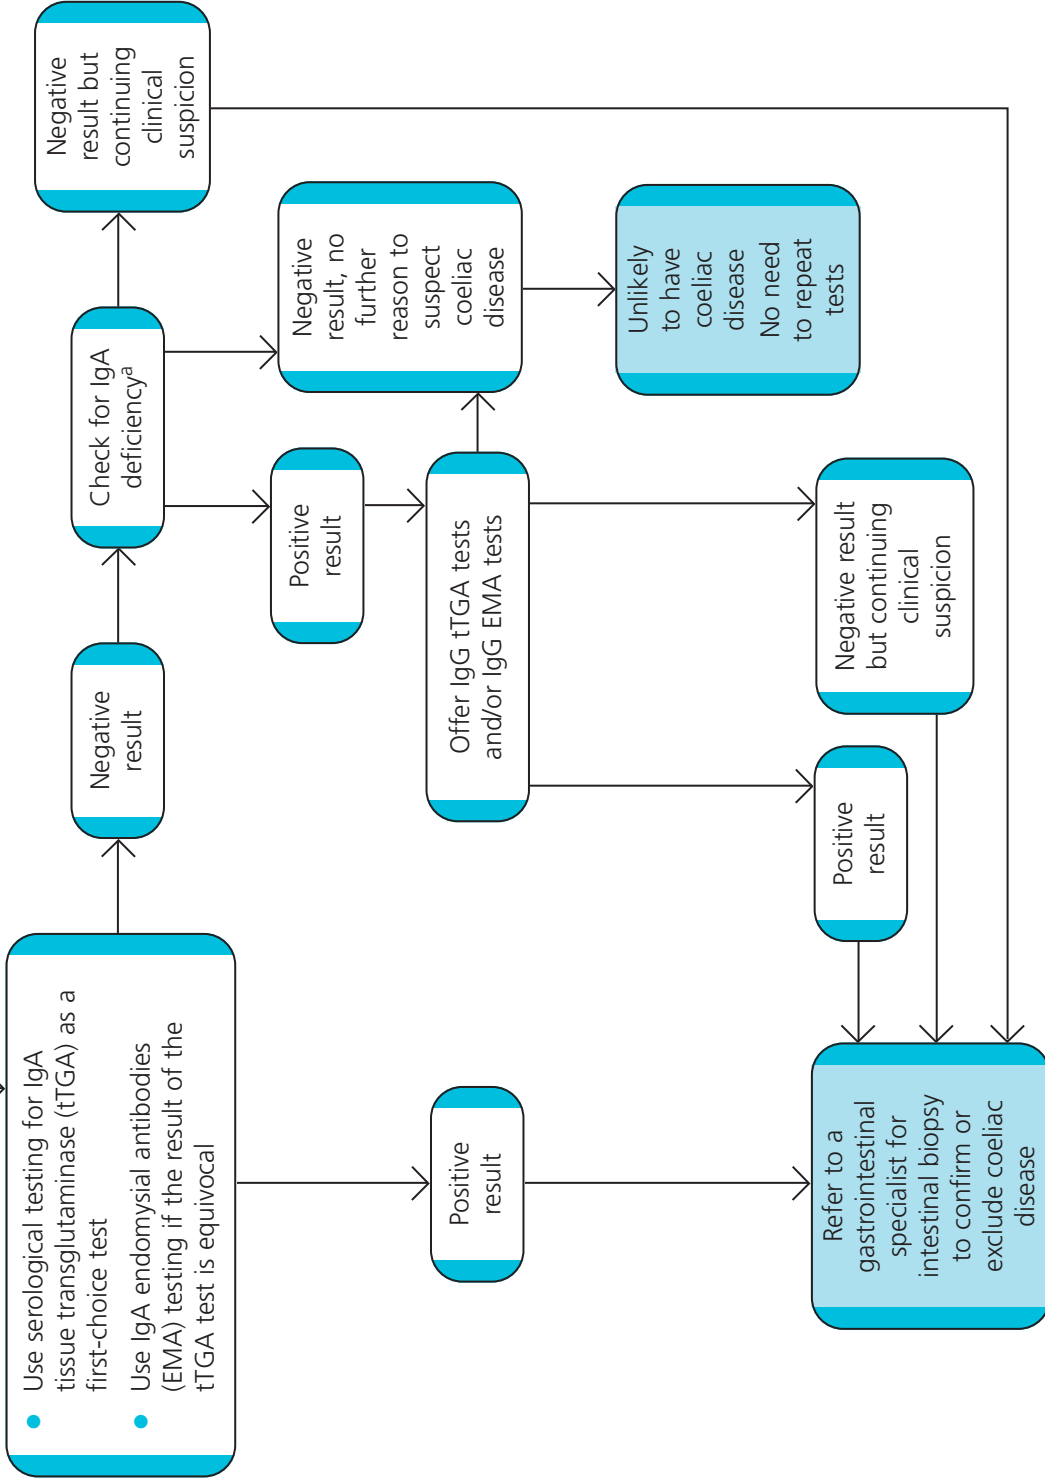 ● Use serological testing for IgA
tissue transglutaminase (tTGA) as a
first-choice test
● Use IgA endomysial antibodies
(EMA) testing if the result of the
tTGA test is equivocal
Negative
result
Check for IgA
deficiencyª
Negative
result but
continuing
clinical
suspicion
Positive
result
Negative
result, no
further
reason to
suspect
coeliac
disease
Positive
result
Offer IgG tTGA tests
and/or IgG EMA tests
Unlikely
to have
coeliac
disease
No need
to repeat
tests
Positive
result
Negative result
but continuing
clinical
suspicion
Refer to a
gastrointestinal
specialist for
intestinal biopsy
to confirm or
exclude coeliac
disease